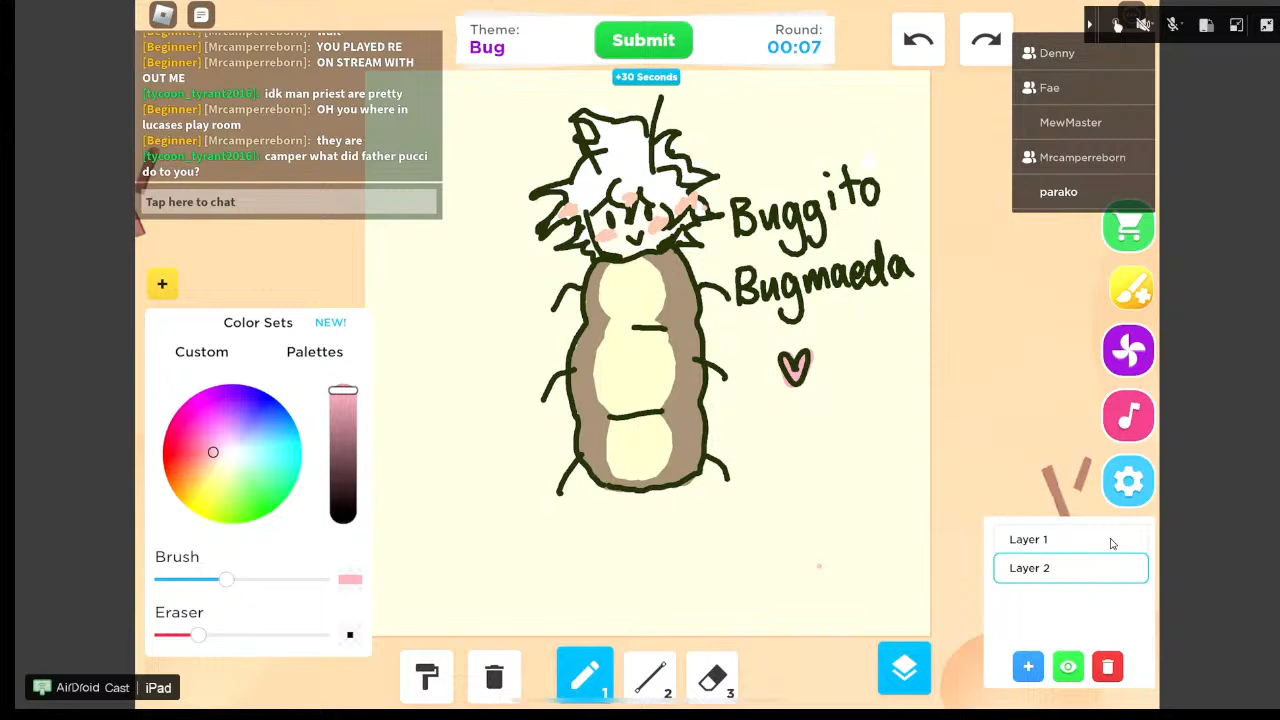 [Beginner] [Mrcamperreborn]: wait
[Beginner] [Mrcamperreborn]: YOU PLAYED RE
[Beginner] [Mrcamperreborn]: ON STREAM WITH
OUT ME
[tycoon_tyrant2016]: idk man priest are pretty
[Beginner] [Mrcamperreborn]: OH you where in
lucases play room
[Beginner] [Mrcamperreborn]: they are
[tycoon_tyrant2016]: camper what did father pucci
do to you?
Tap here to chat
Theme:
Bug
Submit
Round:
00:07
+30 Seconds
Denny
Fae
MewMaster
Mrcamperreborn
parako
Buggito
Bugmaeda
+
Color Sets NEW!
Custom Palettes
Brush
Eraser
Layer 1
Layer 2
+
1
2
3
AirDroid Cast | iPad